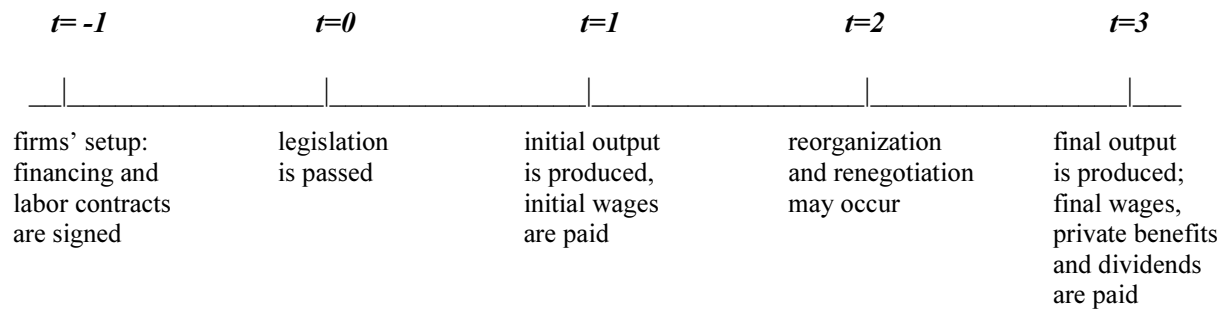 t= -1 t=0 t=1 t=2 t=3
firms’ setup: legislation initial output reorganization final output
financing and is passed is produced, and renegotiation is produced;
labor contracts initial wages may occur final wages,
are signed are paid private benefits
and dividends
are paid